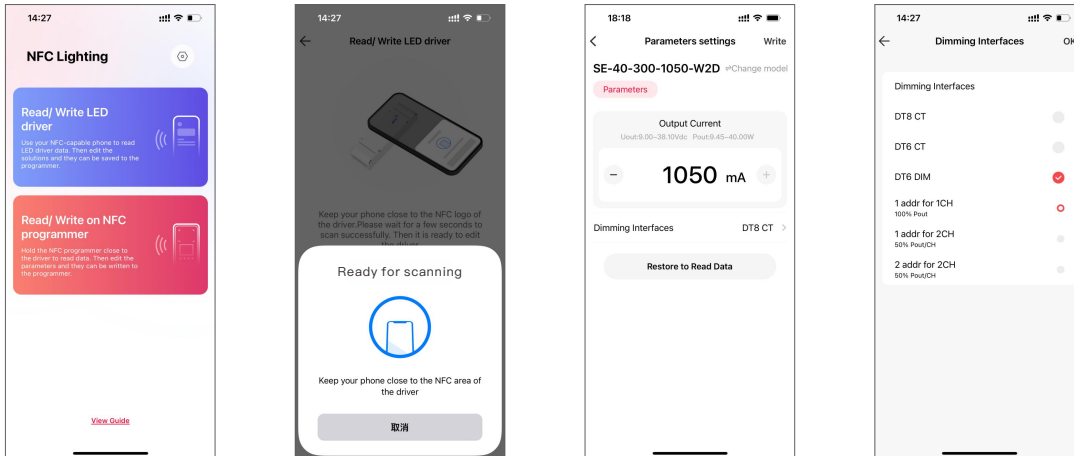 14:27
NFC Lighting
Read/ Write LED
driver
Use your NFC-capable phone to read
LED driver data. Then edit the
solutions and they can be saved to the
programmer.
Read/ Write on NFC
programmer
Hold the NFC programmer close to
the driver to read data. Then edit the
parameters and they can be written to
the programmer.
View Guide
14:27
Read/ Write LED driver
Keep your phone close to the NFC logo of
the driver.Please wait for a few seconds to
scan successfully. Then it is ready to edit
the driver
Ready for scanning
Keep your phone close to the NFC area of
the driver
取消
18:18
Parameters settings Write
SE-40-300-1050-W2D ⇌Change model
Parameters
Output Current
Uout:9.00~38.10Vdc Pout:9.45~40.00W
− 1050 mA +
Dimming Interfaces DT8 CT >
Restore to Read Data
14:27
Dimming Interfaces OK
Dimming Interfaces
DT8 CT
DT6 CT
DT6 DIM
1 addr for 1CH
100% Pout
1 addr for 2CH
50% Pout/CH
2 addr for 2CH
50% Pout/CH